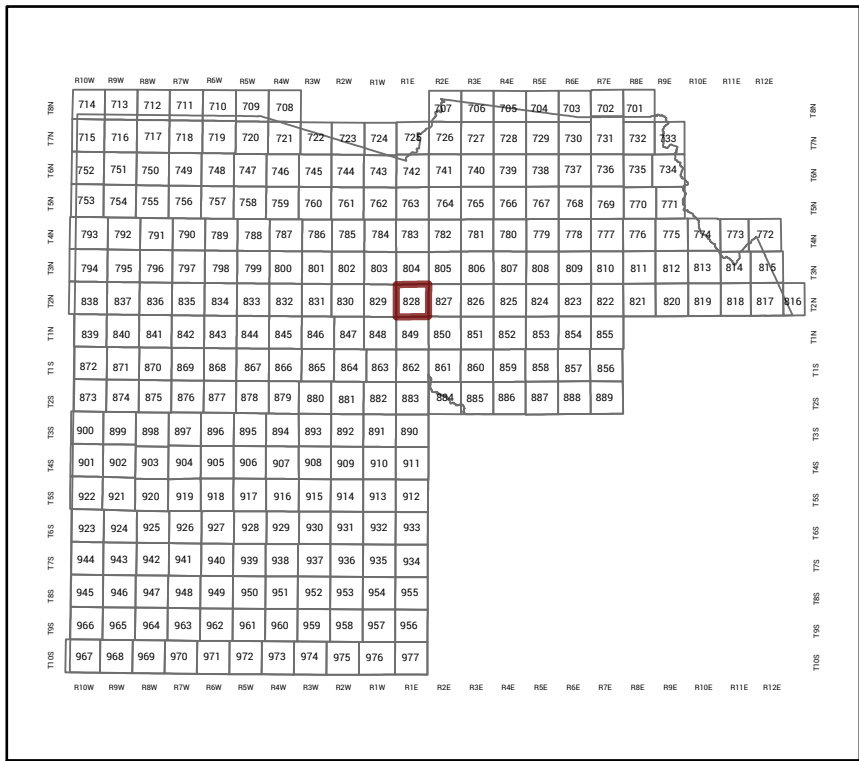 R10W R9W R8W R7W R6W R5W R4W R3W R2W R1W R1E R2E R3E R4E R5E R6E R7E R8E R9E R10E R11E R12E
T8N 714 713 712 711 710 709 708 707 706 705 704 703 702 701 T8N
T7N 715 716 717 718 719 720 721 722 723 724 725 726 727 728 729 730 731 732 733 T7N
T6N 752 751 750 749 748 747 746 745 744 743 742 741 740 739 738 737 736 735 734 T6N
T5N 753 754 755 756 757 758 759 760 761 762 763 764 765 766 767 768 769 770 771 T5N
T4N 793 792 791 790 789 788 787 786 785 784 783 782 781 780 779 778 777 776 775 774 773 772 T4N
T3N 794 795 796 797 798 799 800 801 802 803 804 805 806 807 808 809 810 811 812 813 814 815 T3N
T2N 838 837 836 835 834 833 832 831 830 829 828 827 826 825 824 823 822 821 820 819 818 817 816 T2N
T1N 839 840 841 842 843 844 845 846 847 848 849 850 851 852 853 854 855 T1N
T1S 872 871 870 869 868 867 866 865 864 863 862 861 860 859 858 857 856 T1S
T2S 873 874 875 876 877 878 879 880 881 882 883 884 885 886 887 888 889 T2S
T3S 900 899 898 897 896 895 894 893 892 891 890 T3S
T4S 901 902 903 904 905 906 907 908 909 910 911 T4S
T5S 922 921 920 919 918 917 916 915 914 913 912 T5S
T6S 923 924 925 926 927 928 929 930 931 932 933 T6S
T7S 944 943 942 941 940 939 938 937 936 935 934 T7S
T8S 945 946 947 948 949 950 951 952 953 954 955 T8S
T9S 966 965 964 963 962 961 960 959 958 957 956 T9S
T10S 967 968 969 970 971 972 973 974 975 976 977 T10S
R10W R9W R8W R7W R6W R5W R4W R3W R2W R1W R1E R2E R3E R4E R5E R6E R7E R8E R9E R10E R11E R12E